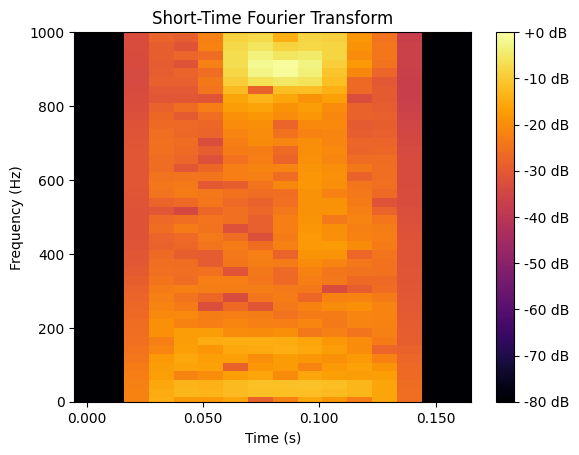 Short-Time Fourier Transform
1000
800
600
400
200
0
Frequency (Hz)
0.000
0.050
0.100
0.150
Time (s)
+0 dB
-10 dB
-20 dB
-30 dB
-40 dB
-50 dB
-60 dB
-70 dB
-80 dB